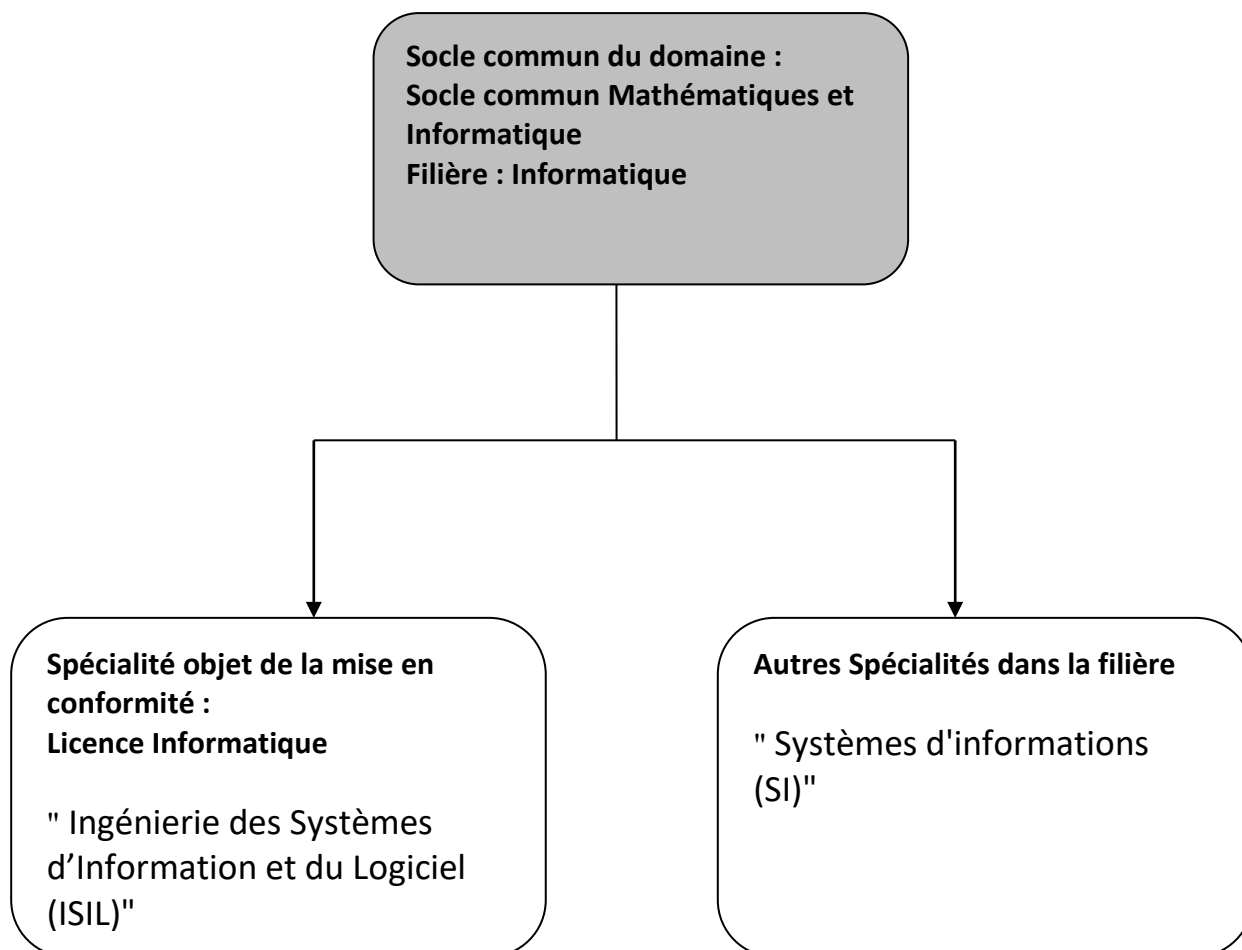 Socle commun du domaine :
Socle commun Mathématiques et
Informatique
Filière : Informatique
Spécialité objet de la mise en
conformité :
Licence Informatique
" Ingénierie des Systèmes
d’Information et du Logiciel
(ISIL)"
Autres Spécialités dans la filière
" Systèmes d'informations
(SI)"